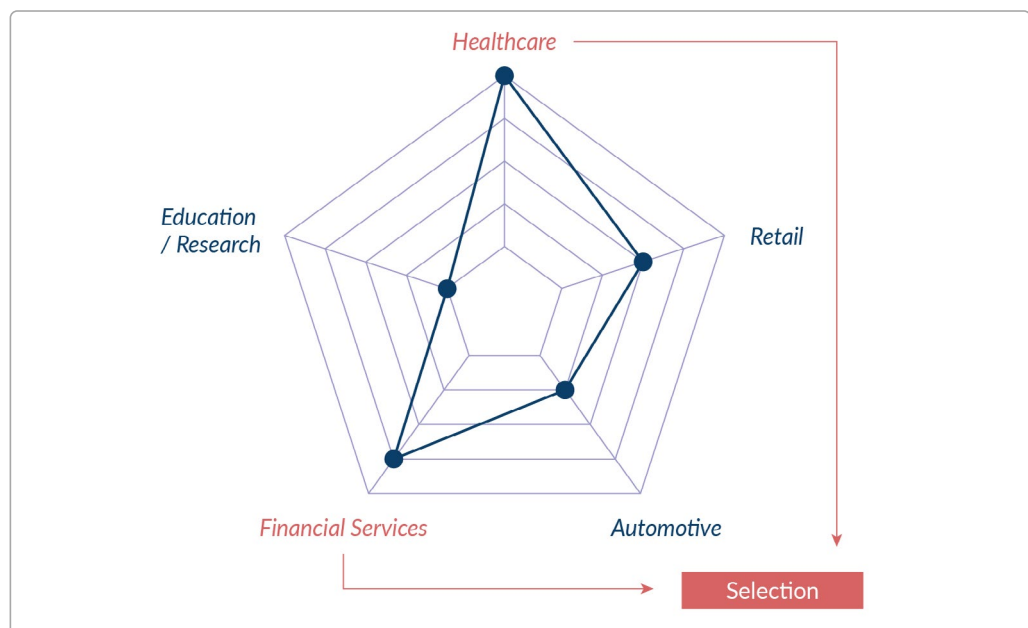 Healthcare
Education
/ Research
Retail
Financial Services
Automotive
Selection